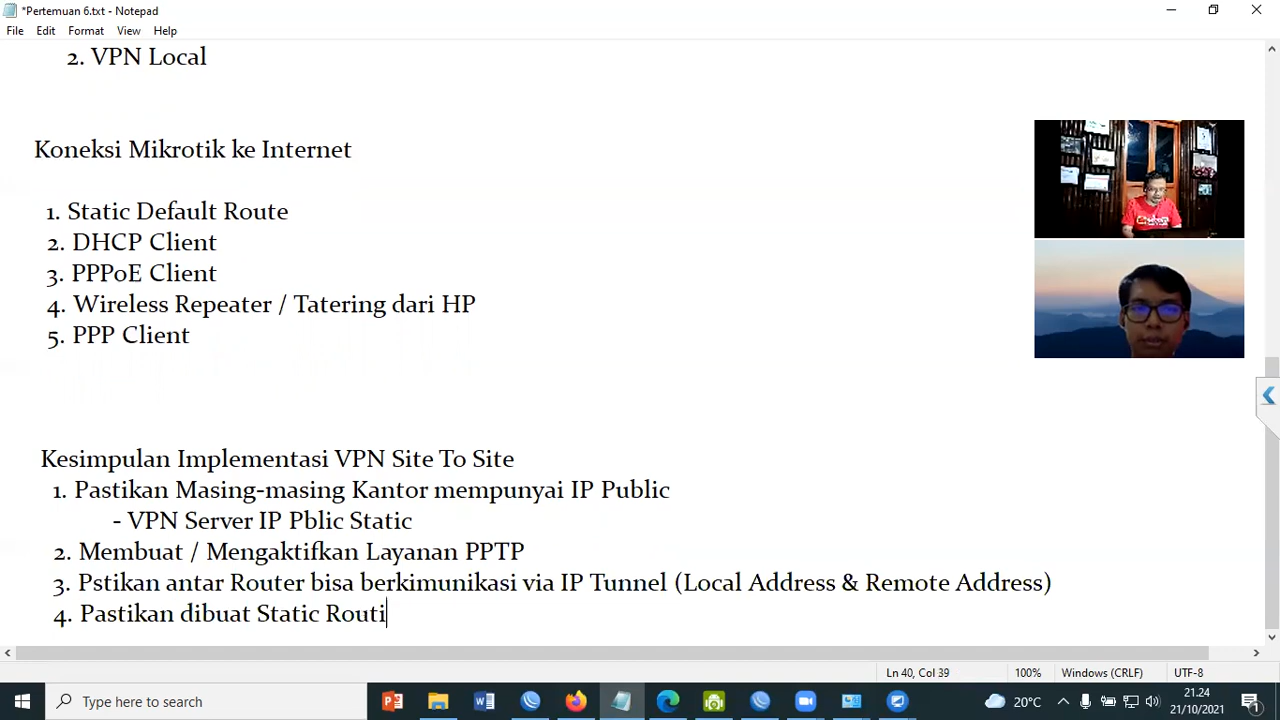 *Pertemuan 6.txt - Notepad
File Edit Format View Help
2. VPN Local
Koneksi Mikrotik ke Internet
1. Static Default Route
2. DHCP Client
3. PPPoE Client
4. Wireless Repeater / Tatering dari HP
5. PPP Client
Kesimpulan Implementasi VPN Site To Site
1. Pastikan Masing-masing Kantor mempunyai IP Public
- VPN Server IP Pblic Static
2. Membuat / Mengaktifkan Layanan PPTP
3. Pstikan antar Router bisa berkimunikasi via IP Tunnel (Local Address & Remote Address)
4. Pastikan dibuat Static Routi
Ln 40, Col 39 100% Windows (CRLF) UTF-8
Type here to search
20°C
21.24
21/10/2021